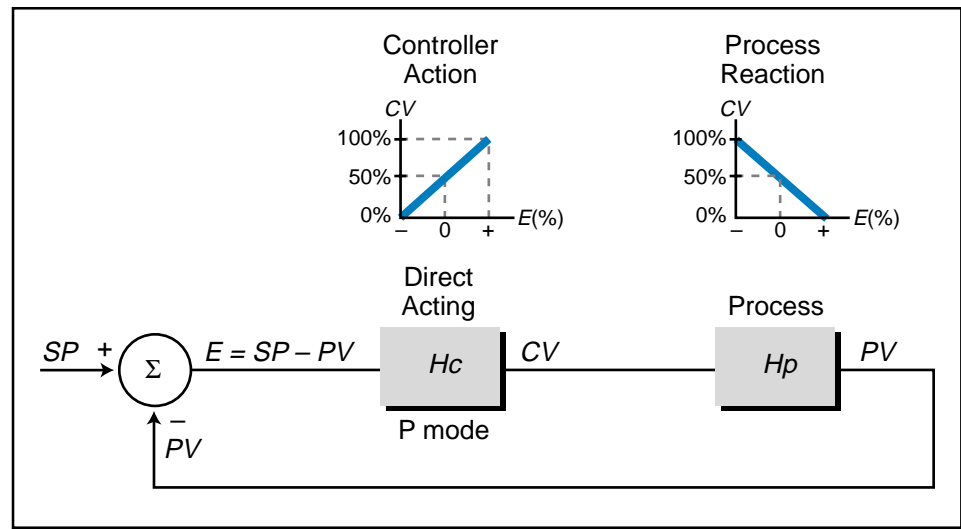 Controller
Action
CV
100%
50%
0%
– 0 +
E(%)
Process
Reaction
CV
100%
50%
0%
– 0 +
E(%)
Direct
Acting
Process
SP +
Σ
E = SP – PV
Hc
CV
Hp
PV
–
PV
P mode